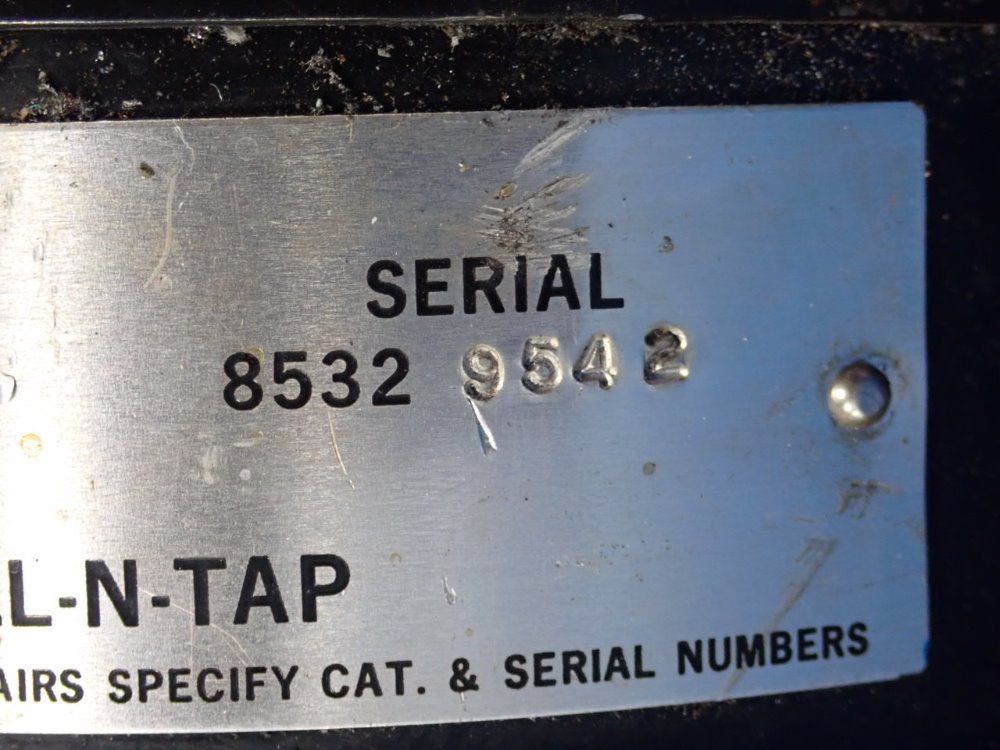 SERIAL
8532 9542
L-N-TAP
AIRS SPECIFY CAT. & SERIAL NUMBERS